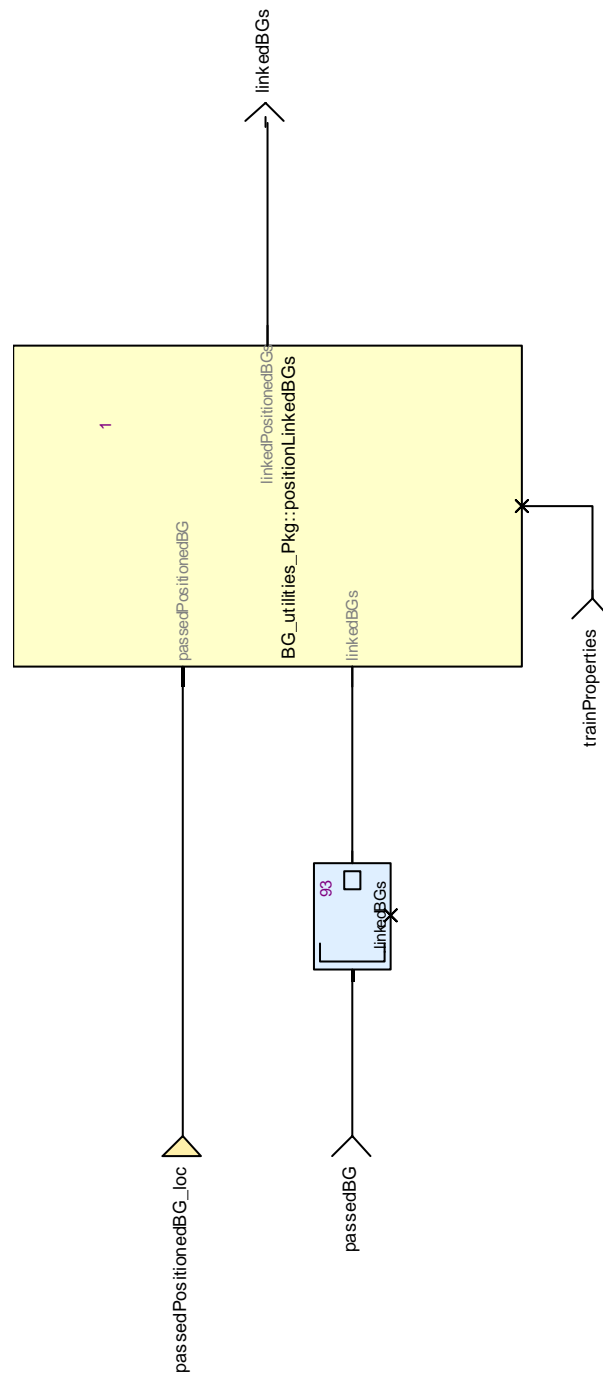 1
passedPositionedBG_loc
passedPositionedBG
linkedPositionedBGs
linkedBGs
BG_utilities_Pkg::positionLinkedBGs
93
passedBG
linkedBGs
.linkedBGs
trainProperties